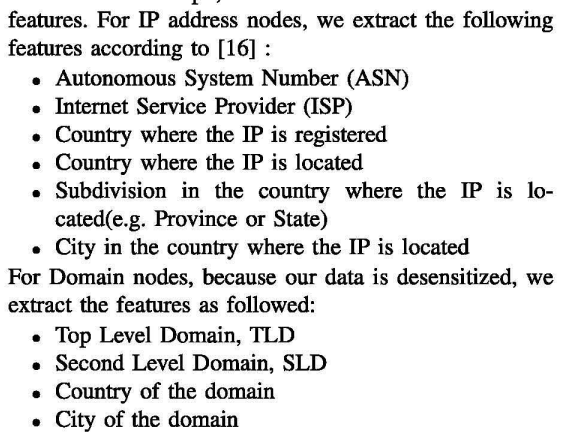 features. For IP address nodes, we extract the following
features according to [16] :
• Autonomous System Number (ASN)
• Internet Service Provider (ISP)
• Country where the IP is registered
• Country where the IP is located
• Subdivision in the country where the IP is lo-
cated(e.g. Province or State)
• City in the country where the IP is located
For Domain nodes, because our data is desensitized, we
extract the features as followed:
• Top Level Domain, TLD
• Second Level Domain, SLD
• Country of the domain
• City of the domain